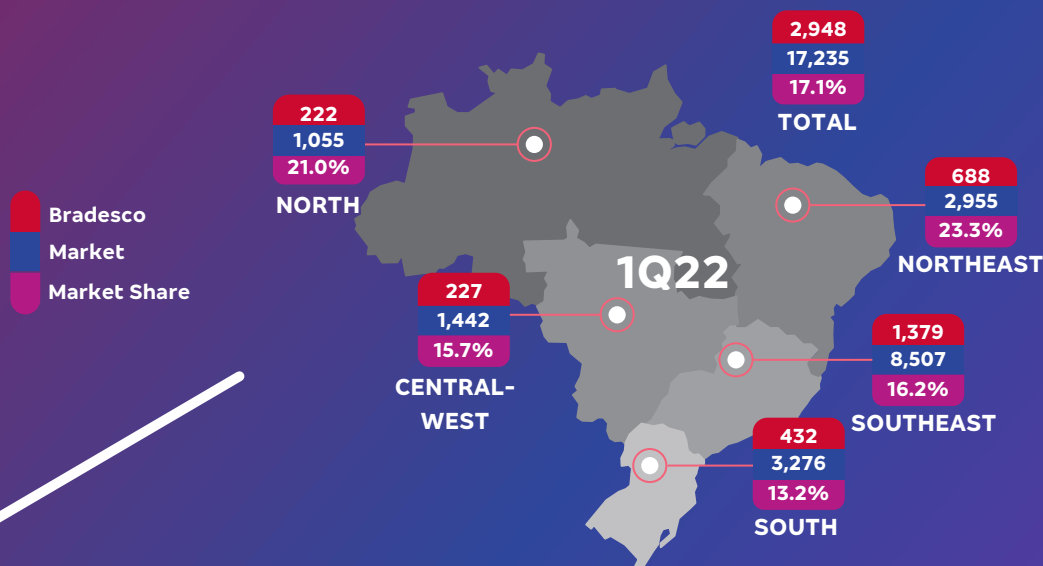 2,948
17,235
17.1%
TOTAL
222
1,055
21.0%
NORTH
688
2,955
23.3%
NORTHEAST
Bradesco
Market
Market Share
1Q22
227
1,442
15.7%
CENTRAL-
WEST
1,379
8,507
16.2%
SOUTHEAST
432
3,276
13.2%
SOUTH